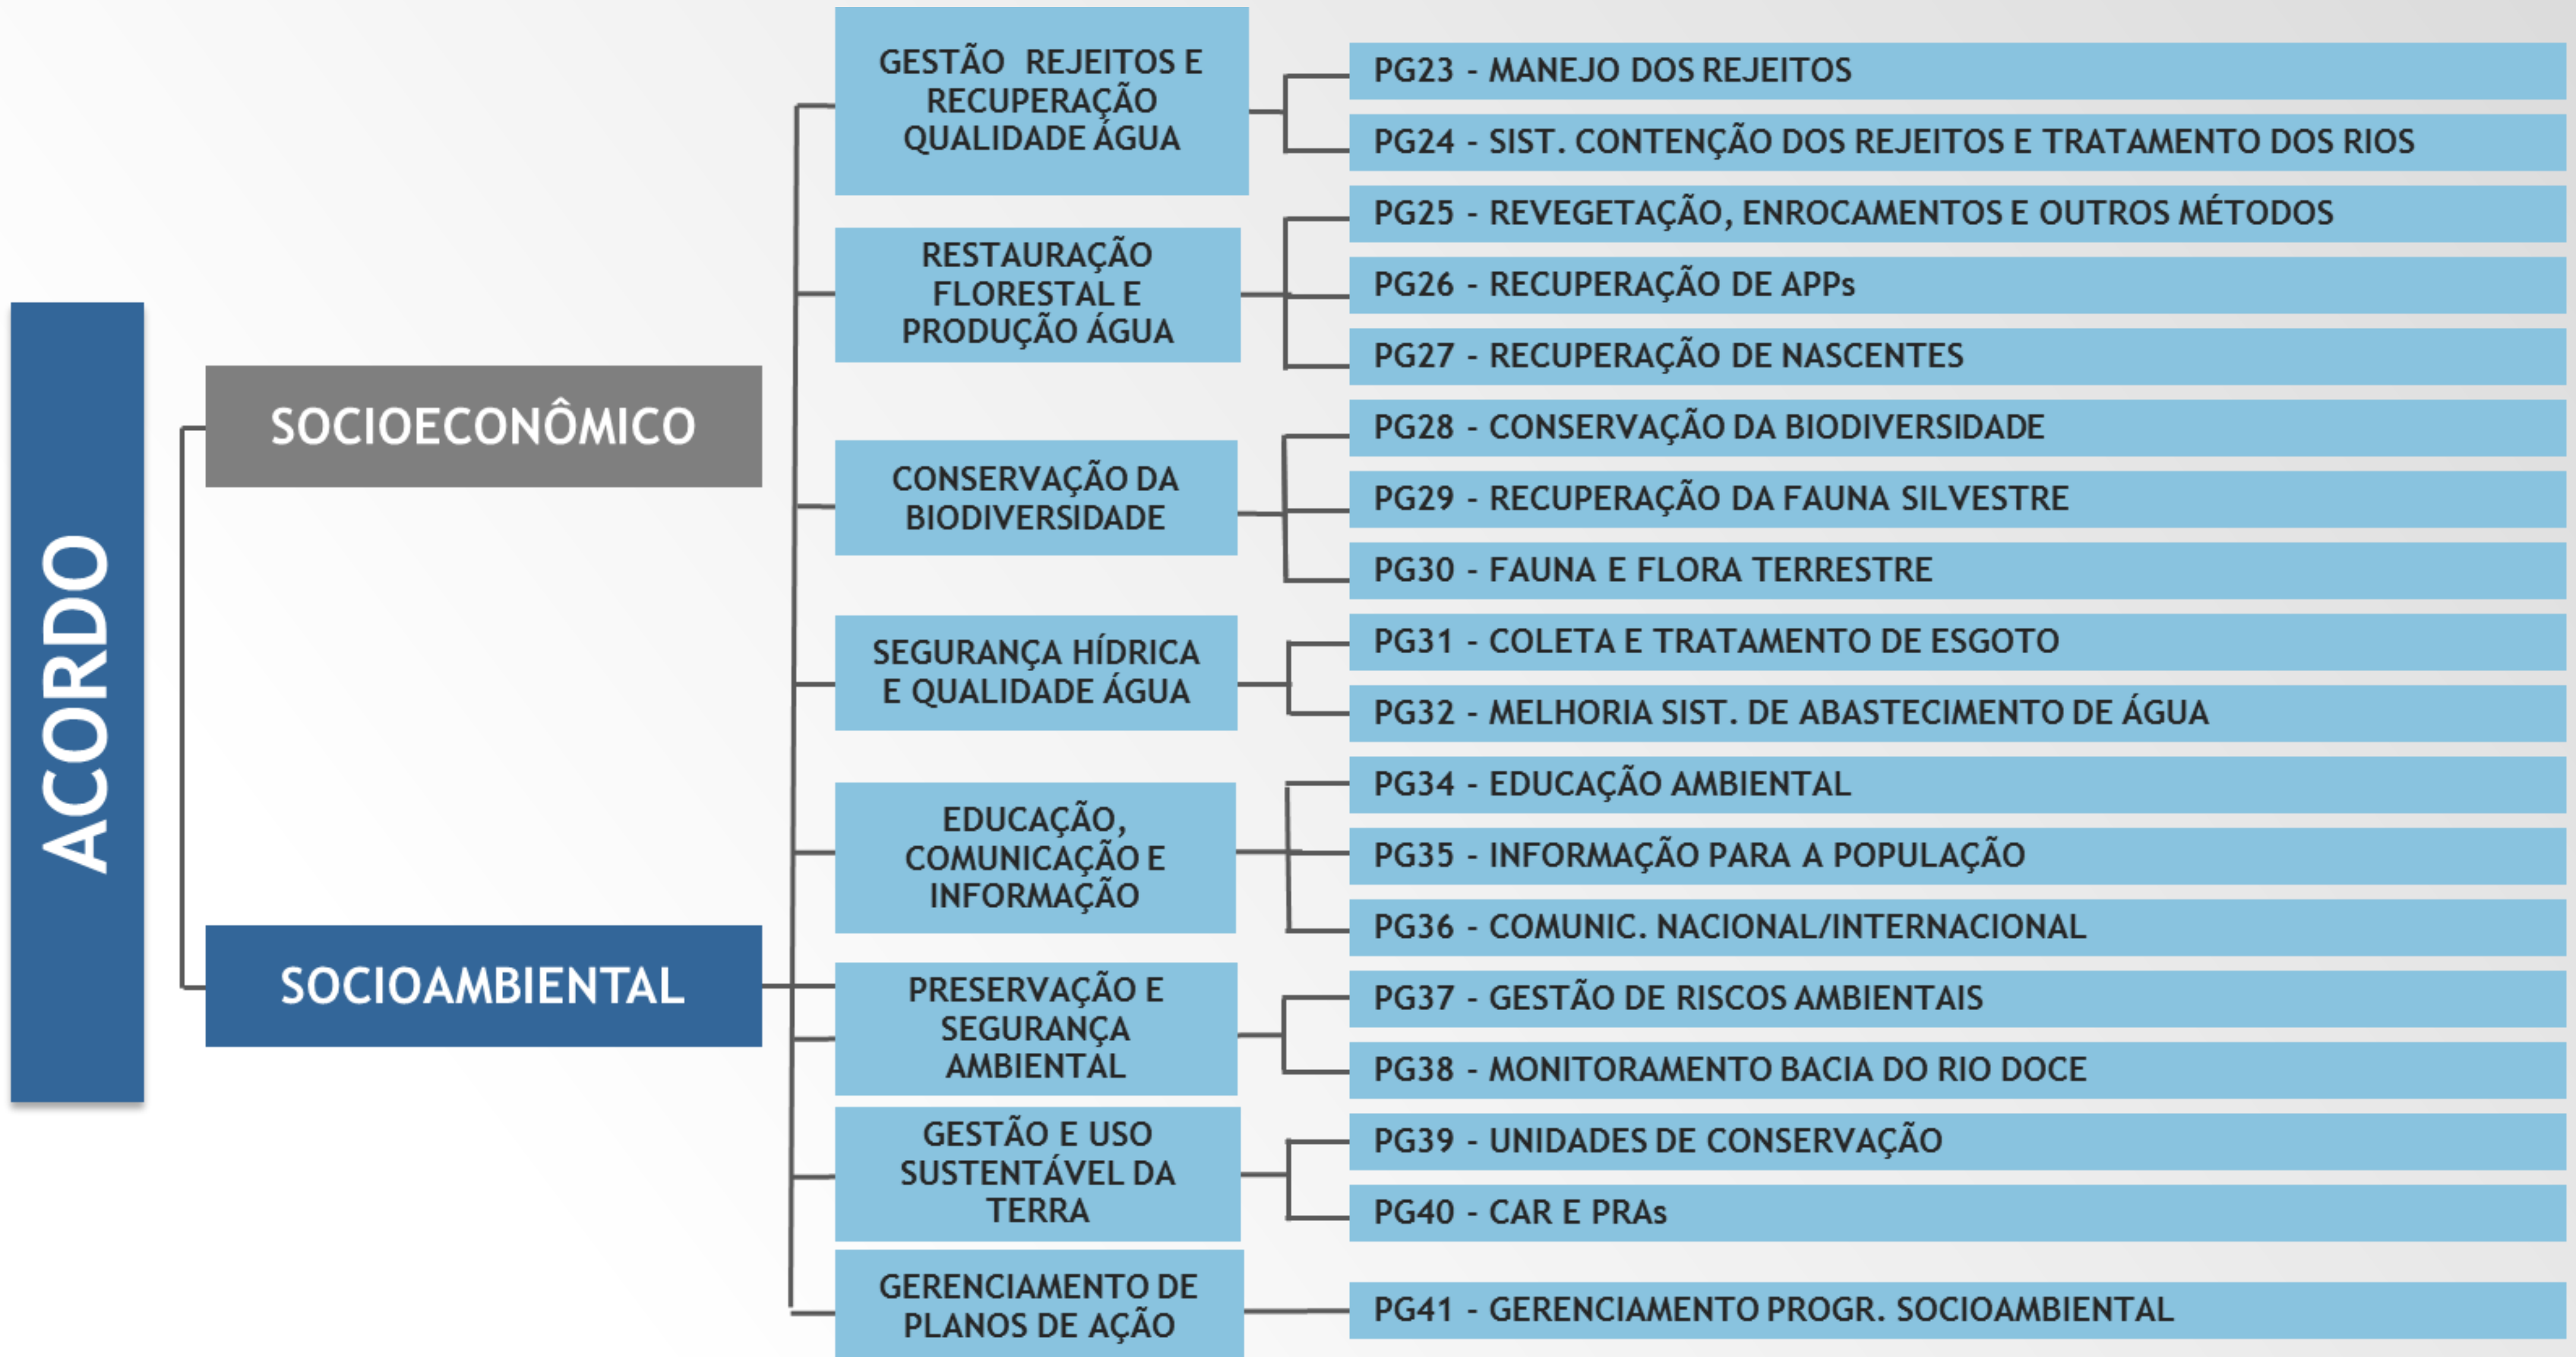 ACORDO
SOCIOECONÔMICO
SOCIOAMBIENTAL
GESTÃO REJEITOS E
RECUPERAÇÃO
QUALIDADE ÁGUA
PG23 - MANEJO DOS REJEITOS
PG24 - SIST. CONTENÇÃO DOS REJEITOS E TRATAMENTO DOS RIOS
RESTAURAÇÃO
FLORESTAL E
PRODUÇÃO ÁGUA
PG25 - REVEGETAÇÃO, ENROCAMENTOS E OUTROS MÉTODOS
PG26 - RECUPERAÇÃO DE APPs
PG27 - RECUPERAÇÃO DE NASCENTES
CONSERVAÇÃO DA
BIODIVERSIDADE
PG28 - CONSERVAÇÃO DA BIODIVERSIDADE
PG29 - RECUPERAÇÃO DA FAUNA SILVESTRE
PG30 - FAUNA E FLORA TERRESTRE
SEGURANÇA HÍDRICA
E QUALIDADE ÁGUA
PG31 - COLETA E TRATAMENTO DE ESGOTO
PG32 - MELHORIA SIST. DE ABASTECIMENTO DE ÁGUA
EDUCAÇÃO,
COMUNICAÇÃO E
INFORMAÇÃO
PG34 - EDUCAÇÃO AMBIENTAL
PG35 - INFORMAÇÃO PARA A POPULAÇÃO
PG36 - COMUNIC. NACIONAL/INTERNACIONAL
PRESERVAÇÃO E
SEGURANÇA
AMBIENTAL
PG37 - GESTÃO DE RISCOS AMBIENTAIS
PG38 - MONITORAMENTO BACIA DO RIO DOCE
GESTÃO E USO
SUSTENTÁVEL DA
TERRA
PG39 - UNIDADES DE CONSERVAÇÃO
PG40 - CAR E PRAs
GERENCIAMENTO DE
PLANOS DE AÇÃO
PG41 - GERENCIAMENTO PROGR. SOCIOAMBIENTAL